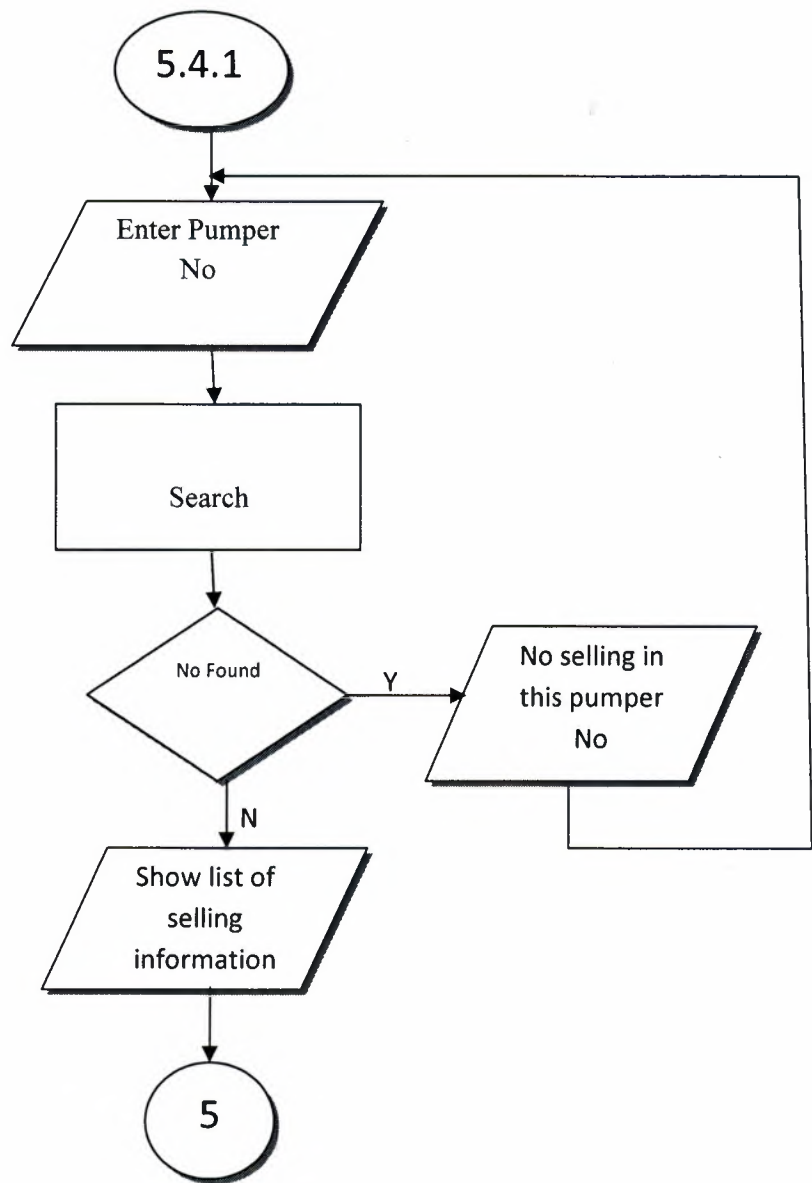 5.4.1
Enter Pumper
No
Search
No Found
Y
No selling in
this pumper
No
N
Show list of
selling
information
5